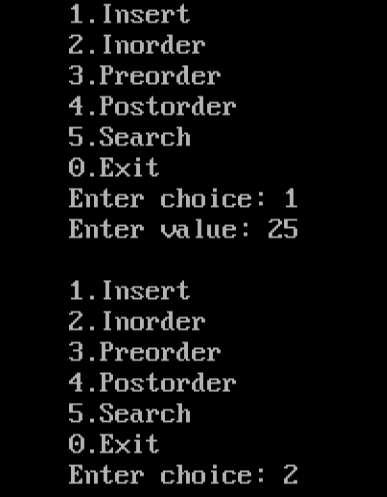 1.Insert
2.Inorder
3.Preorder
4.Postorder
5.Search
0.Exit
Enter choice: 1
Enter value: 25
1.Insert
2.Inorder
3.Preorder
4.Postorder
5.Search
0.Exit
Enter choice: 2